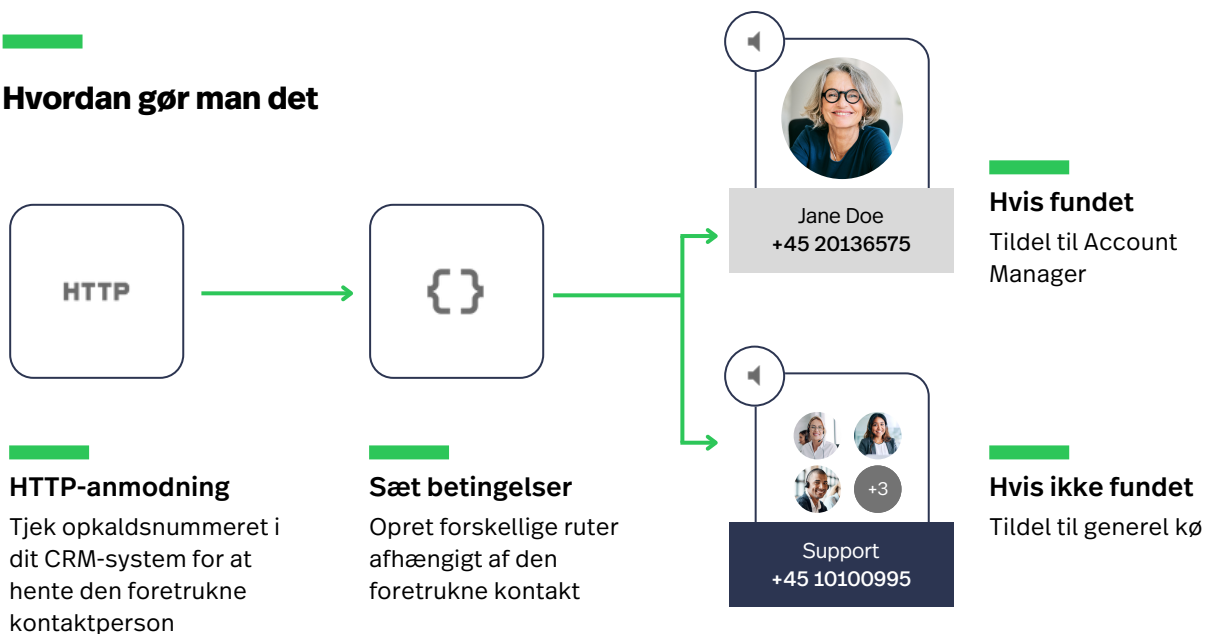 Hvordan gør man det
HTTP
{}
HTTP-anmodning
Tjek opkaldsnummeret i
dit CRM-system for at
hente den foretrukne
kontaktperson
Sæt betingelser
Opret forskellige ruter
afhængigt af den
foretrukne kontakt
Jane Doe
+45 20136575
Hvis fundet
Tildel til Account
Manager
+3
Support
+45 10100995
Hvis ikke fundet
Tildel til generel kø